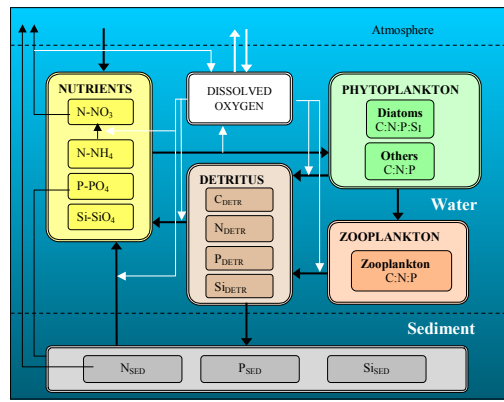 Atmosphere
NUTRIENTS
N-NO3
N-NH4
P-PO4
Si-SiO4
DISSOLVED
OXYGEN
PHYTOPLANKTON
Diatoms
C:N:P:SI
Others
C:N:P
DETRITUS
CDETR
NDETR
PDETR
SiDETR
Water
ZOOPLANKTON
Zooplankton
C:N:P
Sediment
NSED
PSED
SiSED